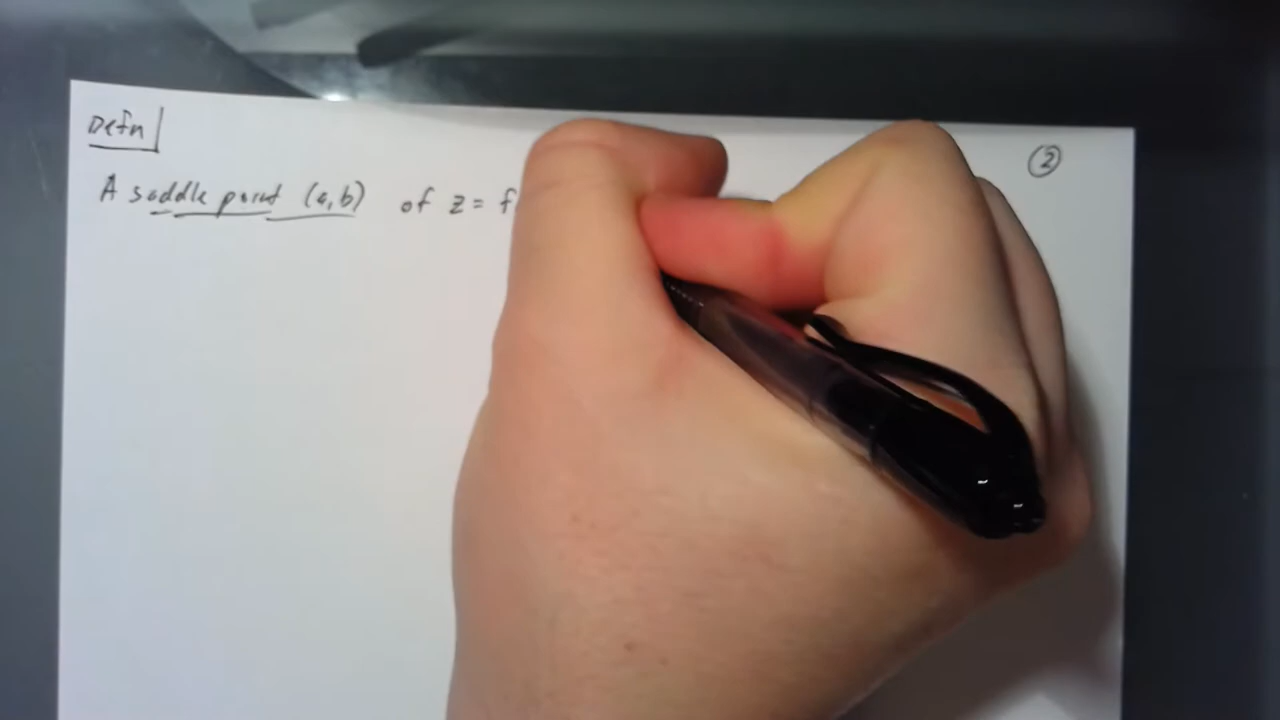 Defn
②
A saddle point (a,b) of z = f